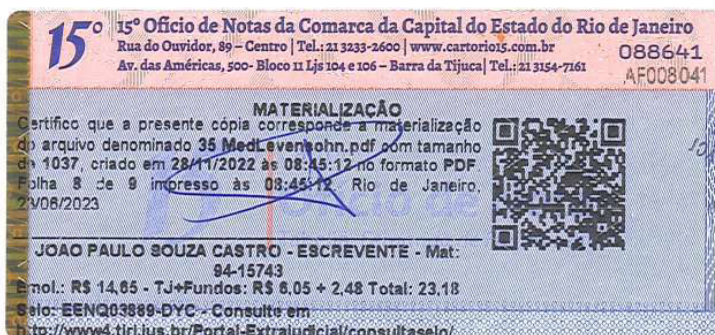 15º 15º Ofício de Notas da Comarca da Capital do Estado do Rio de Janeiro
Rua do Ouvidor, 89 – Centro | Tel.: 21 3233-2600 | www.cartorio15.com.br
088641
Av. das Américas, 500- Bloco 11 Ljs 104 e 106 – Barra da Tijuca| Tel.: 21 3154-7161
AF008041
MATERIALIZAÇÃO
Certifico que a presente cópia corresponde a materialização
do arquivo denominado 35 MedLevensohn.pdf com tamanho
de 1037, criado em 28/11/2022 às 08:45:12 no formato PDF.
Folha 8 de 9 impresso às 08:45:12. Rio de Janeiro,
23/06/2023
JOAO PAULO SOUZA CASTRO - ESCREVENTE - Mat:
94-15743
Emol.: R$ 14,65 - TJ+Fundos: R$ 6,05 + 2,48 Total: 23,18
Selo: EENQ03889-DYC - Consulte em
http://www4.tjrj.jus.br/Portal-Extrajudicial/consultaselo/